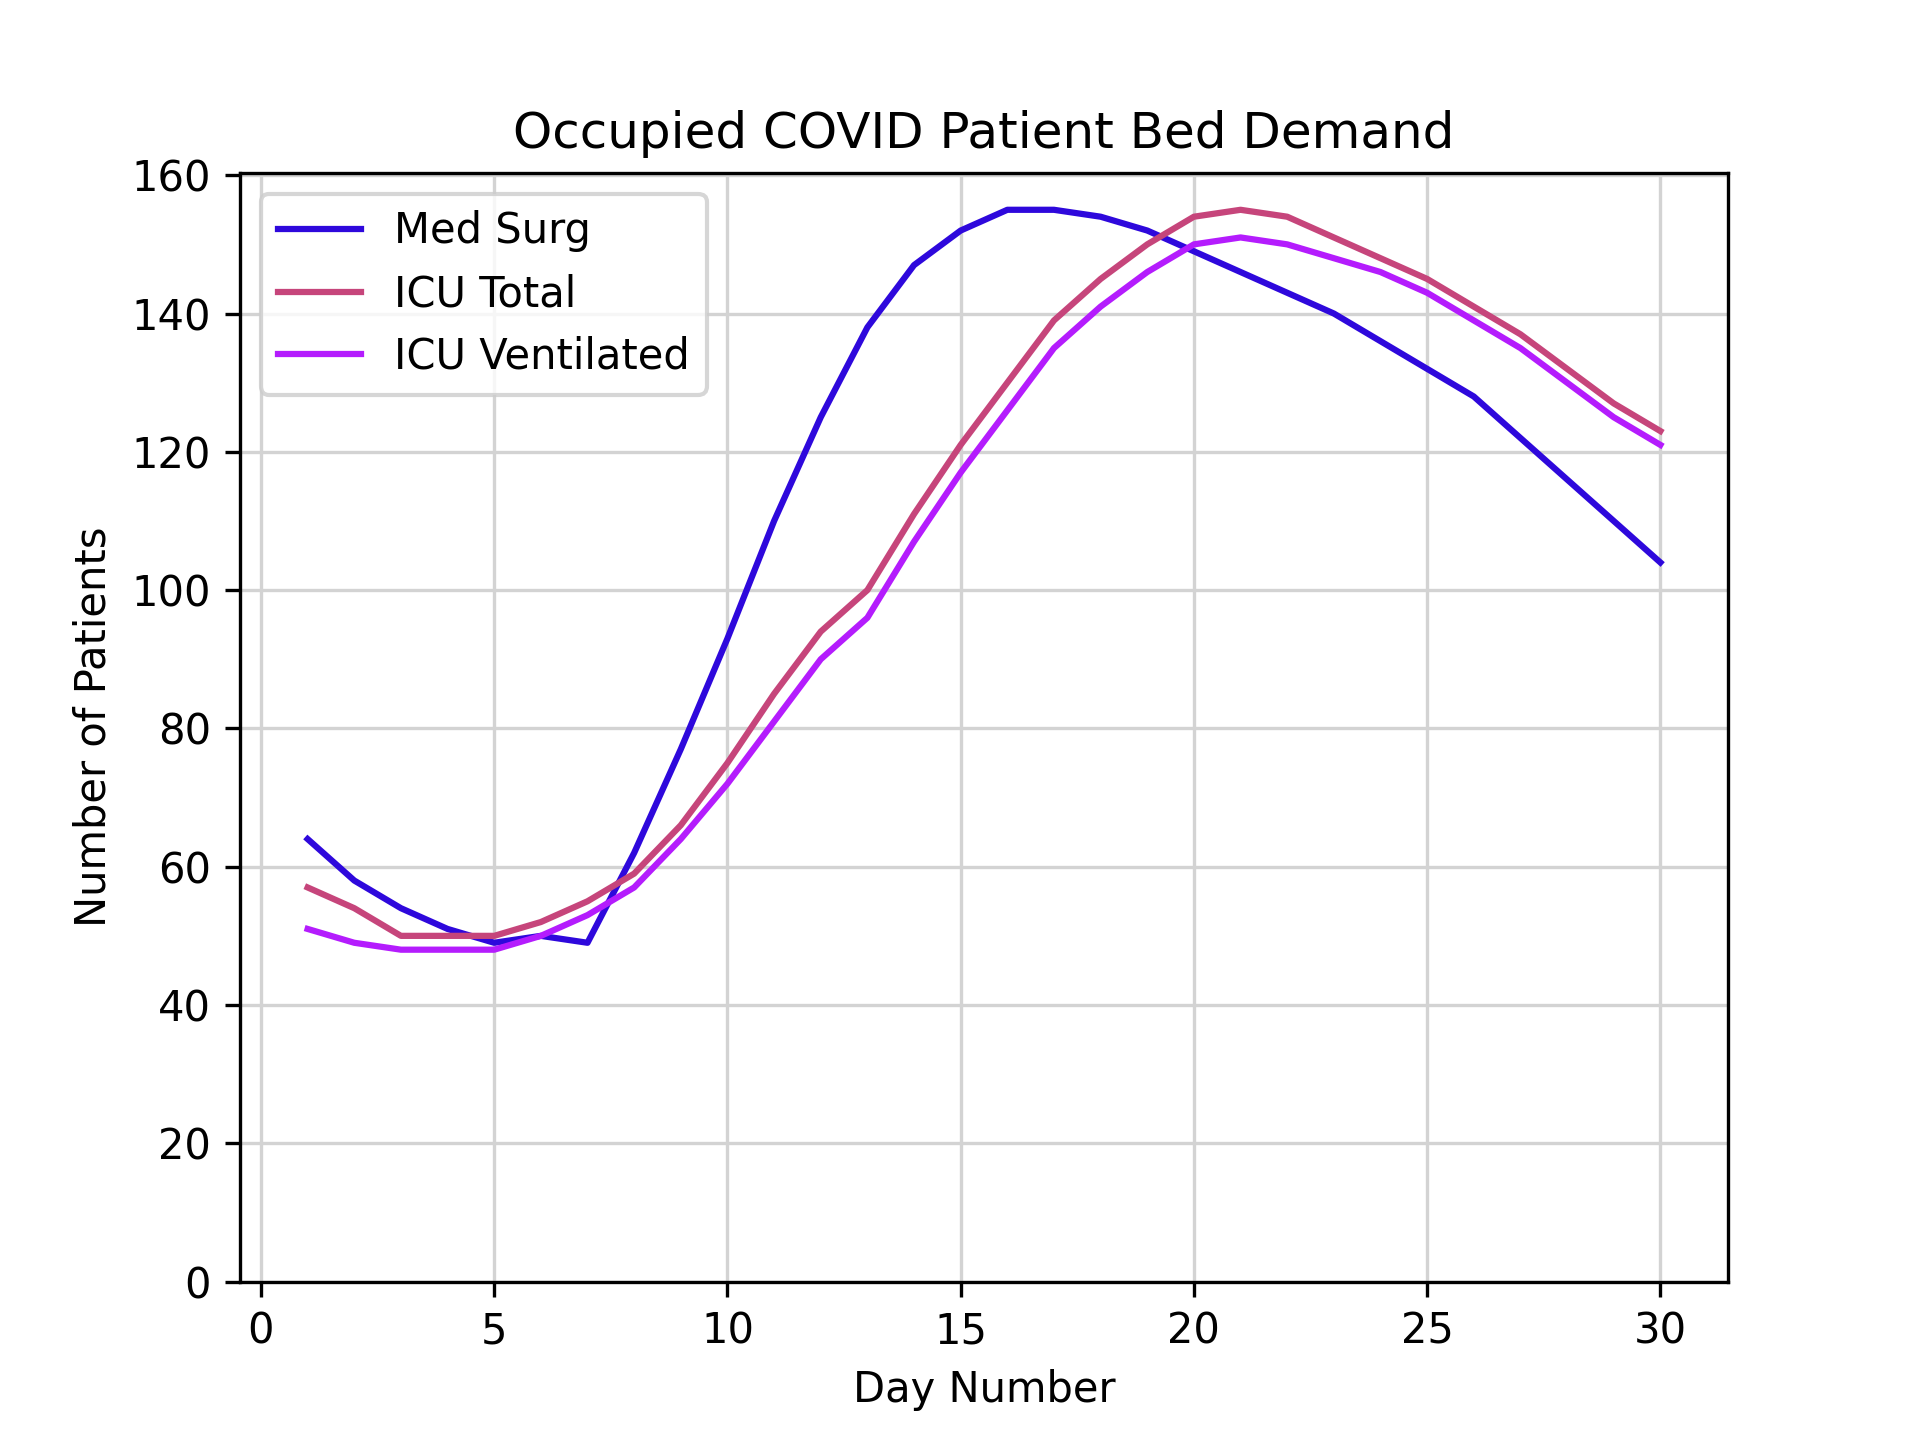 Occupied COVID Patient Bed Demand
160
140
120
100
80
60
40
20
0
Number of Patients
Med Surg
ICU Total
ICU Ventilated
0 5 10 15 20 25 30
Day Number